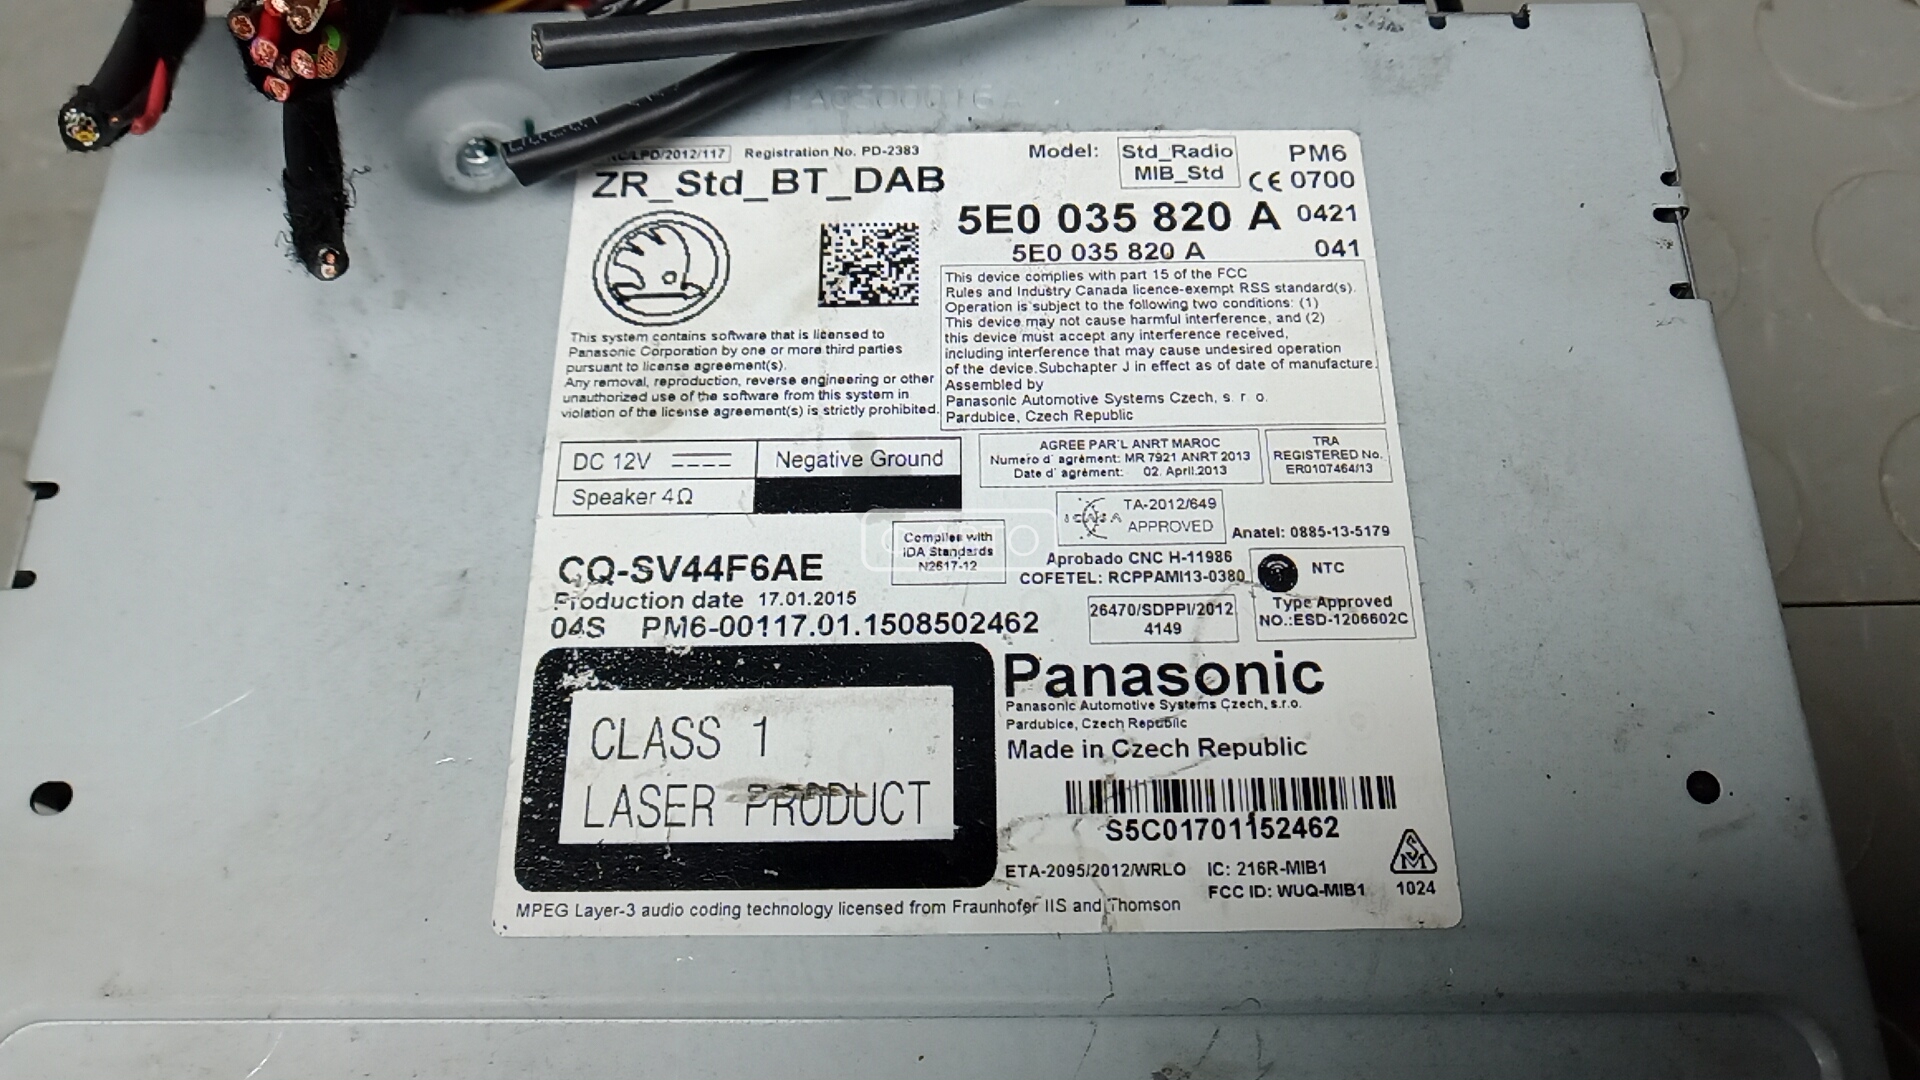 LPD/2012/117 Registration No. PD-2383
ZR_Std_BT_DAB
Model: Std_Radio MIB_Std
PM6
CE 0700
5E0 035 820 A 0421
5E0 035 820 A 041
This device complies with part 15 of the FCC
Rules and Industry Canada licence-exempt RSS standard(s).
Operation is subject to the following two conditions: (1)
This device may not cause harmful interference, and (2)
this device must accept any interference received,
including interference that may cause undesired operation
of the device.Subchapter J in effect as of date of manufacture.
Assembled by
Panasonic Automotive Systems Czech, s. r o.
Pardubice, Czech Republic
This system contains software that is licensed to
Panasonic Corporation by one or more third parties
pursuant to license agreement(s).
Any removal, reproduction, reverse engineering or other
unauthorized use of the software from this system in
violation of the license agreement(s) is strictly prohibited.
DC 12V Negative Ground
Speaker 4Ω
AGREE PAR'L ANRT MAROC
Numero d' agrément: MR 7921 ANRT 2013
Date d' agrément: 02. April.2013
TRA
REGISTERED No.
ER0107464/13
TA-2012/649
APPROVED
Anatel: 0885-13-5179
Complies with
IDA Standards
N2617-12
Aprobado CNC H-11986
COFETEL: RCPPAMI13-0380
NTC
Type Approved
NO.:ESD-1206602C
26470/SDPPI/2012
4149
CQ-SV44F6AE
Production date 17.01.2015
04S PM6-00117.01.1508502462
CLASS 1
LASER PRODUCT
Panasonic
Panasonic Automotive Systems Czech, s.r.o.
Pardubice, Czech Republic
Made in Czech Republic
S5C01701152462
ETA-2095/2012/WRLO IC: 216R-MIB1
FCC ID: WUQ-MIB1
1024
MPEG Layer-3 audio coding technology licensed from Fraunhofer IIS and Thomson